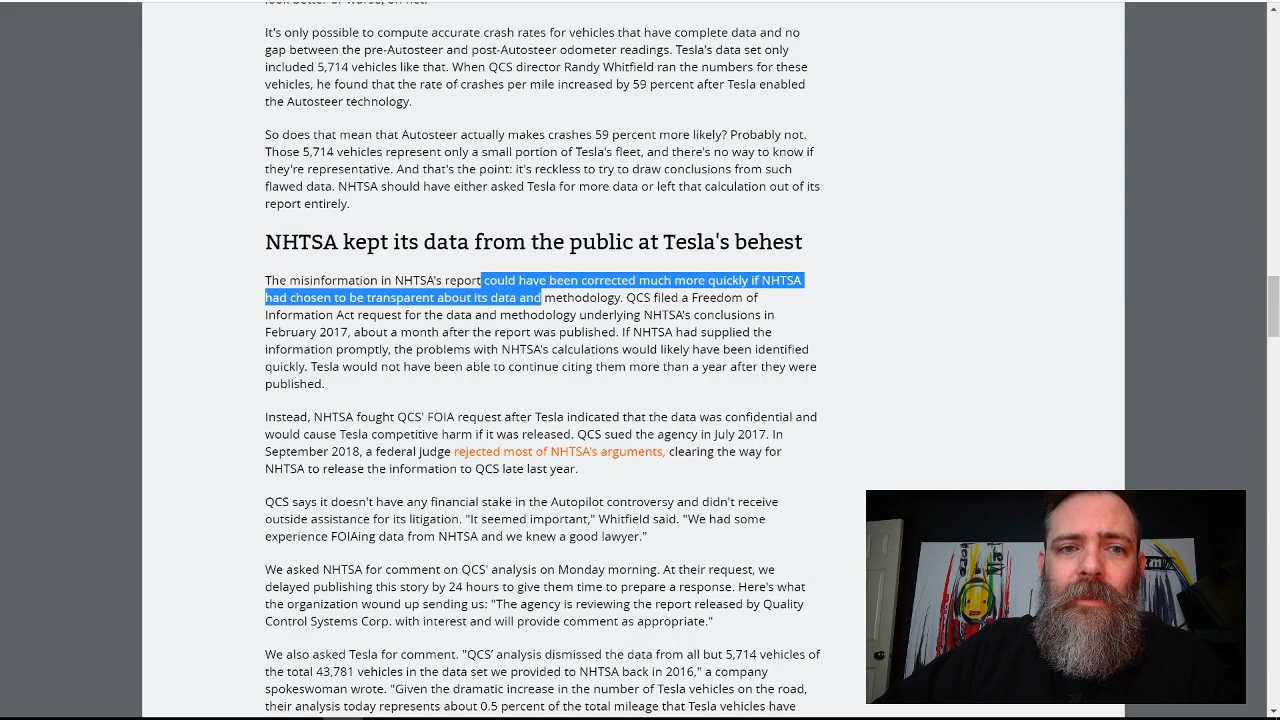 It's only possible to compute accurate crash rates for vehicles that have complete data and no
gap between the pre-Autosteer and post-Autosteer odometer readings. Tesla's data set only
included 5,714 vehicles like that. When QCS director Randy Whitfield ran the numbers for these
vehicles, he found that the rate of crashes per mile increased by 59 percent after Tesla enabled
the Autosteer technology.
So does that mean that Autosteer actually makes crashes 59 percent more likely? Probably not.
Those 5,714 vehicles represent only a small portion of Tesla's fleet, and there's no way to know if
they're representative. And that's the point: it's reckless to try to draw conclusions from such
flawed data. NHTSA should have either asked Tesla for more data or left that calculation out of its
report entirely.
NHTSA kept its data from the public at Tesla's behest
The misinformation in NHTSA's report could have been corrected much more quickly if NHTSA
had chosen to be transparent about its data and methodology. QCS filed a Freedom of
Information Act request for the data and methodology underlying NHTSA's conclusions in
February 2017, about a month after the report was published. If NHTSA had supplied the
information promptly, the problems with NHTSA's calculations would likely have been identified
quickly. Tesla would not have been able to continue citing them more than a year after they were
published.
Instead, NHTSA fought QCS' FOIA request after Tesla indicated that the data was confidential and
would cause Tesla competitive harm if it was released. QCS sued the agency in July 2017. In
September 2018, a federal judge rejected most of NHTSA's arguments, clearing the way for
NHTSA to release the information to QCS late last year.
QCS says it doesn't have any financial stake in the Autopilot controversy and didn't receive
outside assistance for its litigation. "It seemed important," Whitfield said. "We had some
experience FOIAing data from NHTSA and we knew a good lawyer."
We asked NHTSA for comment on QCS' analysis on Monday morning. At their request, we
delayed publishing this story by 24 hours to give them time to prepare a response. Here's what
the organization wound up sending us: "The agency is reviewing the report released by Quality
Control Systems Corp. with interest and will provide comment as appropriate."
We also asked Tesla for comment. "QCS’ analysis dismissed the data from all but 5,714 vehicles of
the total 43,781 vehicles in the data set we provided to NHTSA back in 2016," a company
spokeswoman wrote. "Given the dramatic increase in the number of Tesla vehicles on the road,
their analysis today represents about 0.5 percent of the total mileage that Tesla vehicles have